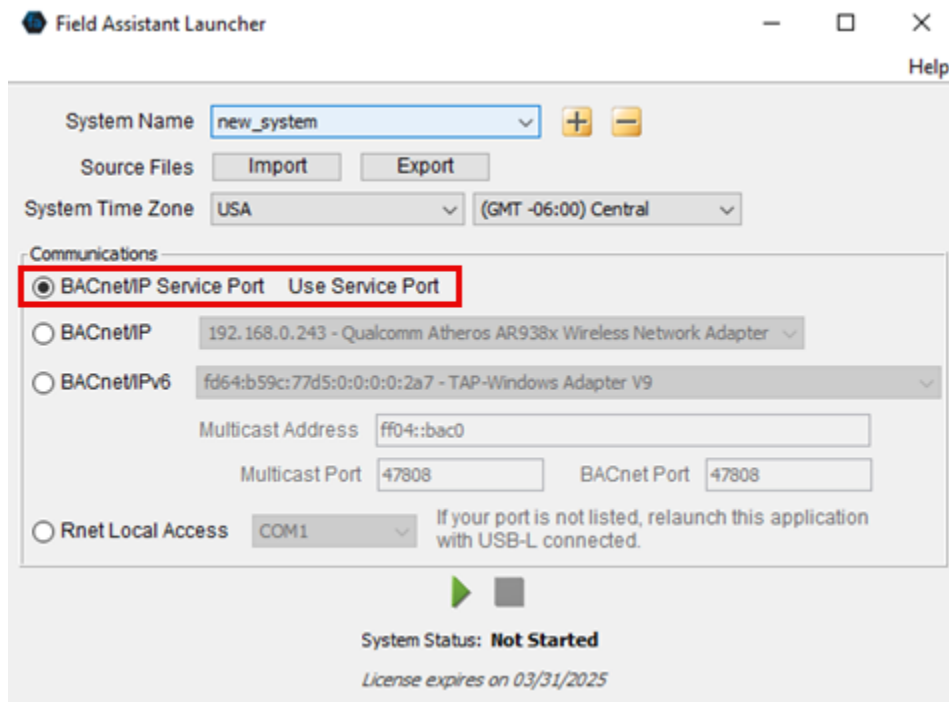 Field Assistant Launcher
Help
System Name new_system
Source Files Import Export
System Time Zone USA (GMT -06:00) Central
Communications
BACnet/IP Service Port Use Service Port
BACnet/IP 192.168.0.243 - Qualcomm Atheros AR938x Wireless Network Adapter
BACnet/IPv6 fd64:b59c:77d5:0:0:0:0:2a7 - TAP-Windows Adapter V9
Multicast Address ff04::bac0
Multicast Port 47808 BACnet Port 47808
Rnet Local Access COM1 If your port is not listed, relaunch this application
with USB-L connected.
System Status: Not Started
License expires on 03/31/2025